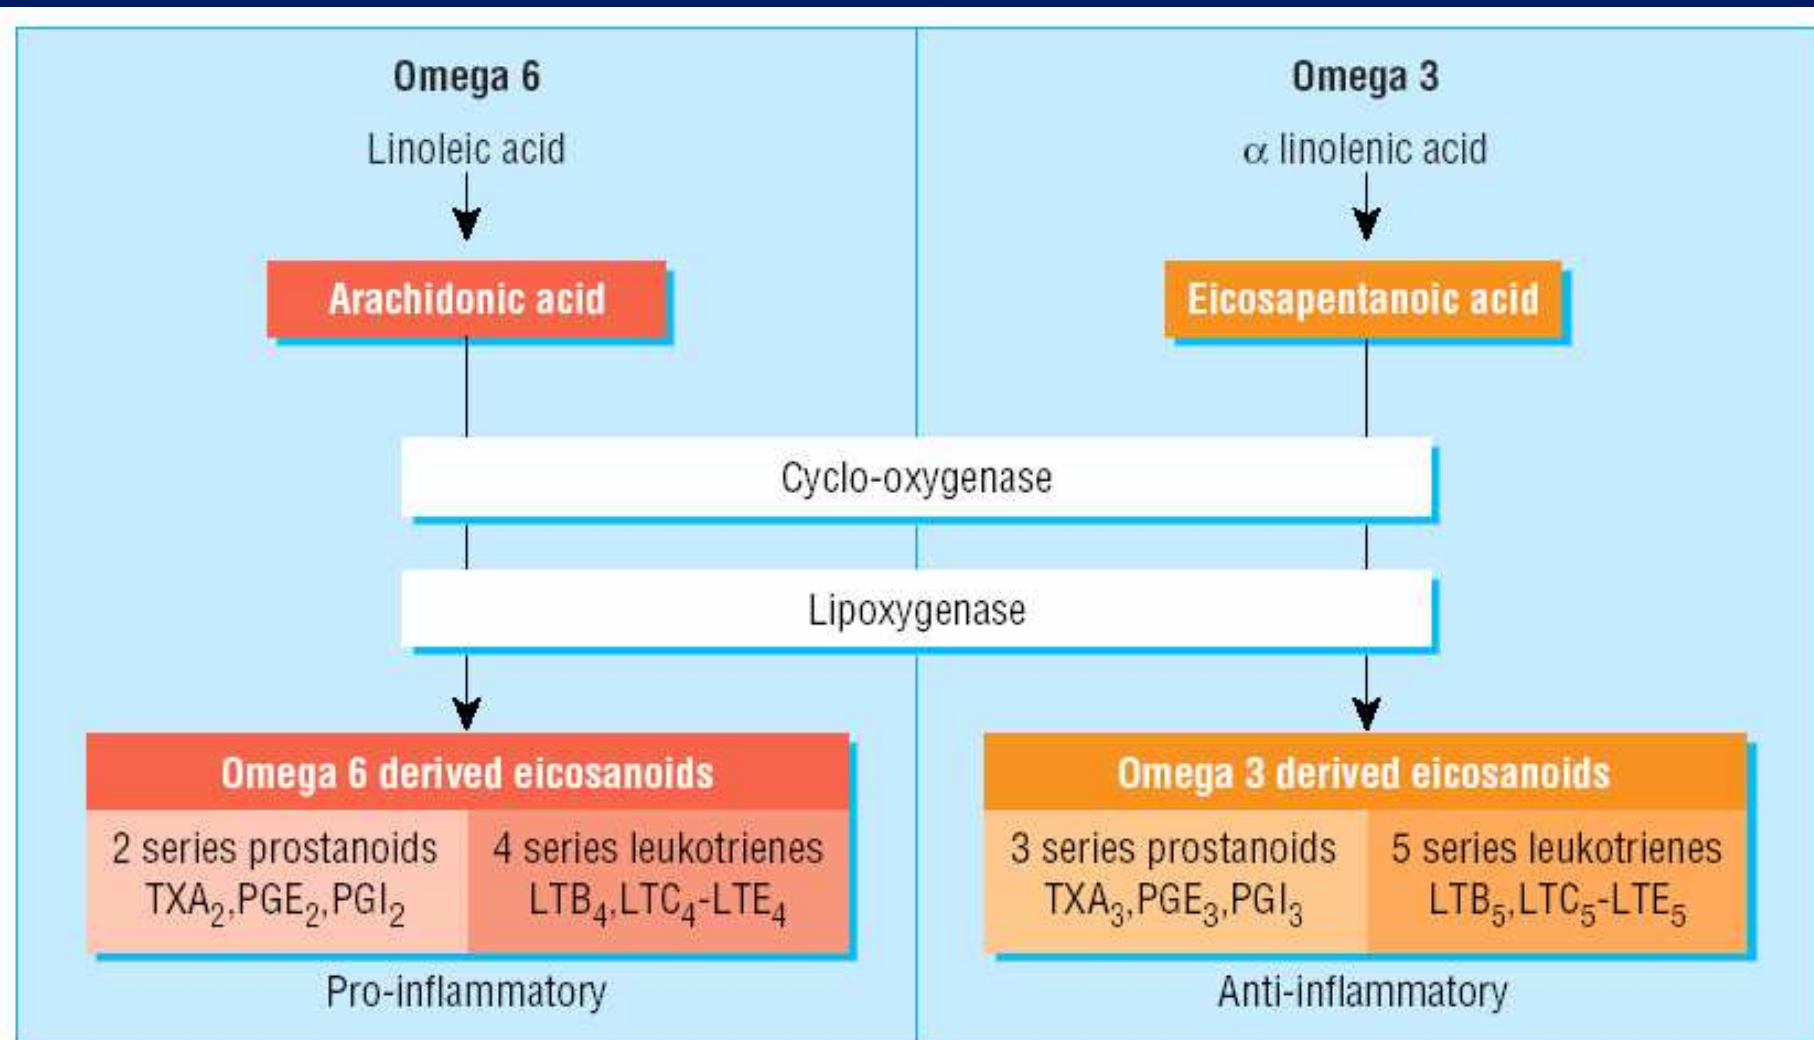 Omega 6
Linoleic acid
Arachidonic acid
Omega 3
α linolenic acid
Eicosapentanoic acid
Cyclo-oxygenase
Lipoxygenase
Omega 6 derived eicosanoids
2 series prostanoids
TXA₂,PGE₂,PGI₂
4 series leukotrienes
LTB₄,LTC₄-LTE₄
Pro-inflammatory
Omega 3 derived eicosanoids
3 series prostanoids
TXA₃,PGE₃,PGI₃
5 series leukotrienes
LTB₅,LTC₅-LTE₅
Anti-inflammatory